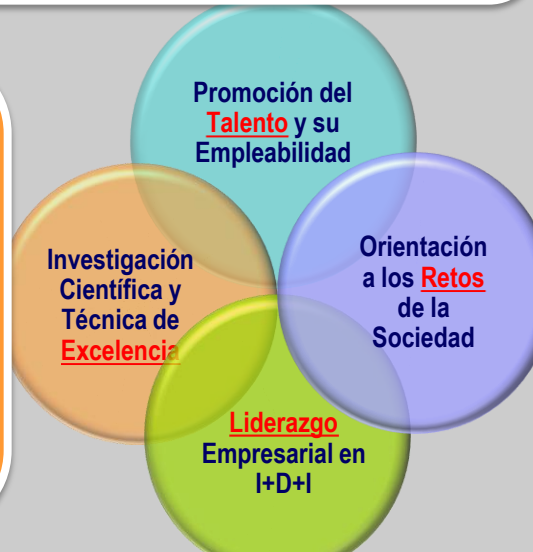 Promoción del
Talento y su
Empleabilidad
Investigación
Científica y
Técnica de
Excelencia
Orientación
a los Retos
de la
Sociedad
Liderazgo
Empresarial en
I+D+I